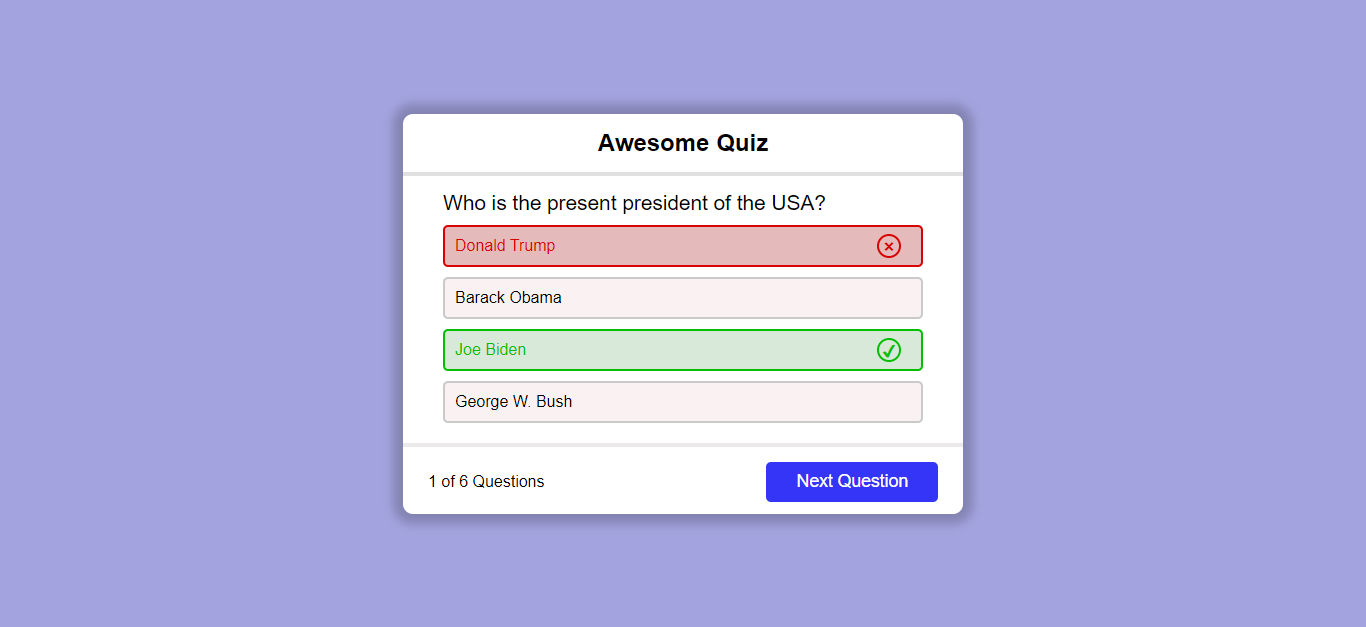 Awesome Quiz
Who is the present president of the USA?
Donald Trump
Barack Obama
Joe Biden
George W. Bush
1 of 6 Questions
Next Question